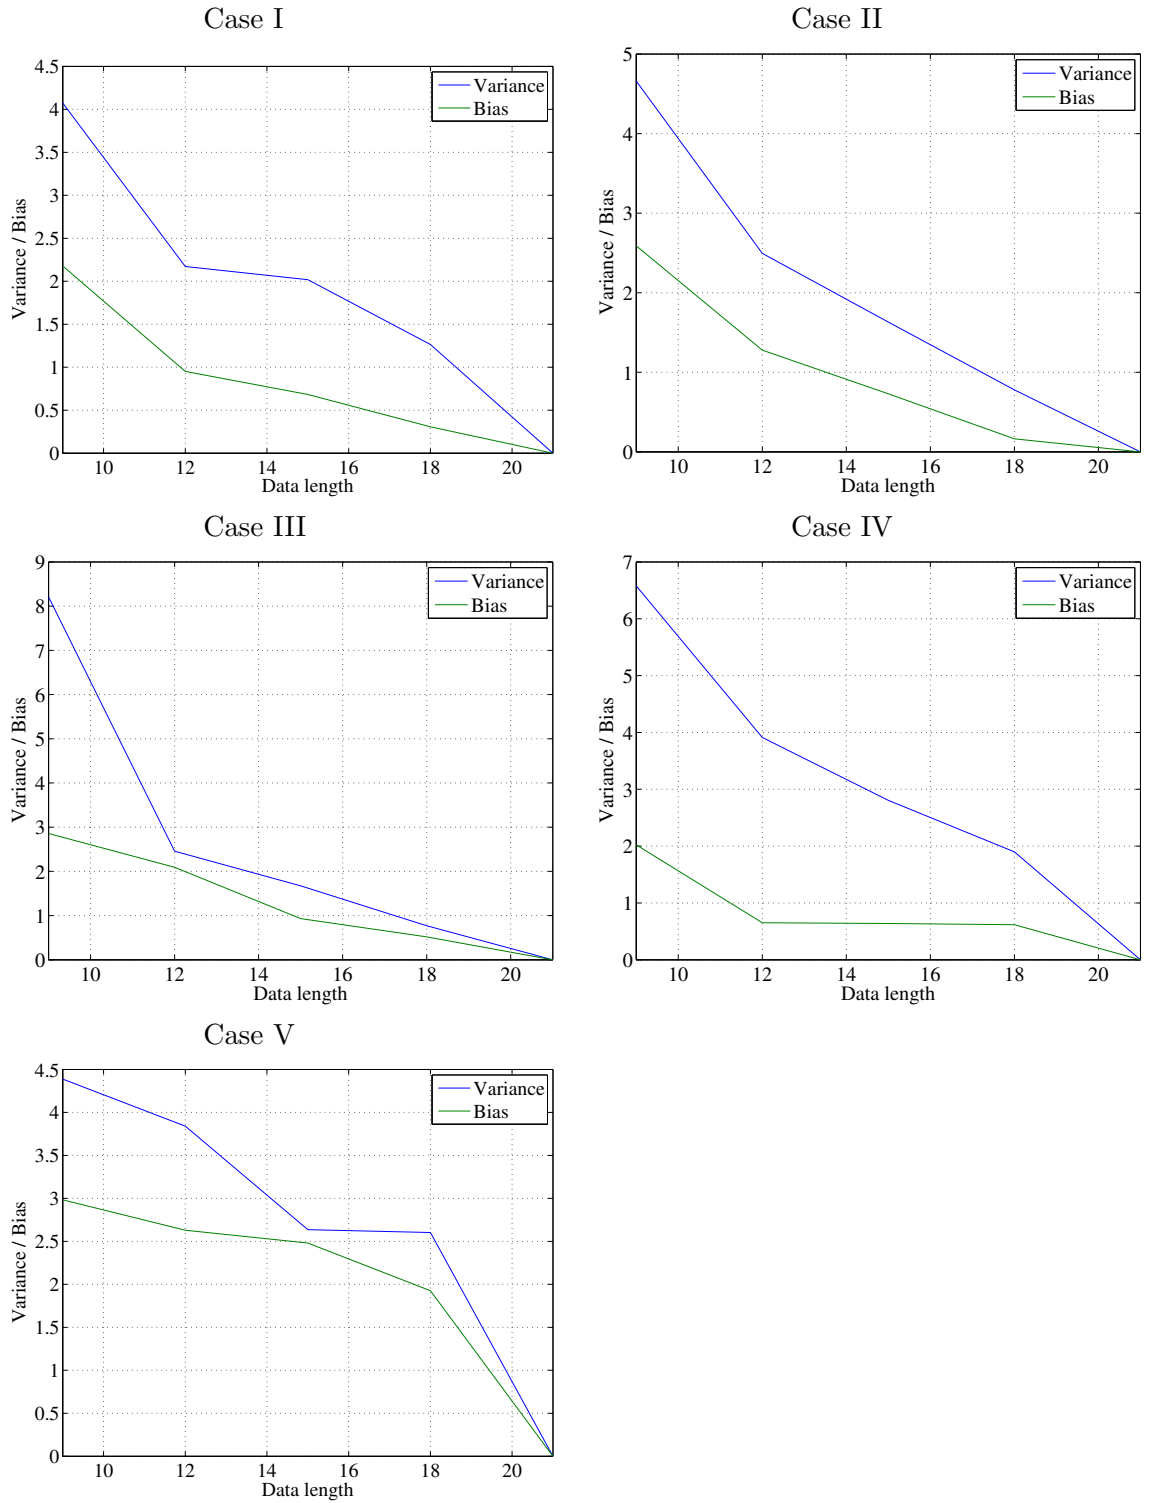 Case I
4.5
4
3.5
3
2.5
2
1.5
1
0.5
0
Variance / Bias
Variance
Bias
10 12 14 16 18 20
Data length
Case II
5
4
3
2
1
0
Variance / Bias
Variance
Bias
10 12 14 16 18 20
Data length
Case III
9
8
7
6
5
4
3
2
1
0
Variance / Bias
Variance
Bias
10 12 14 16 18 20
Data length
Case IV
7
6
5
4
3
2
1
0
Variance / Bias
Variance
Bias
10 12 14 16 18 20
Data length
Case V
4.5
4
3.5
3
2.5
2
1.5
1
0.5
0
Variance / Bias
Variance
Bias
10 12 14 16 18 20
Data length